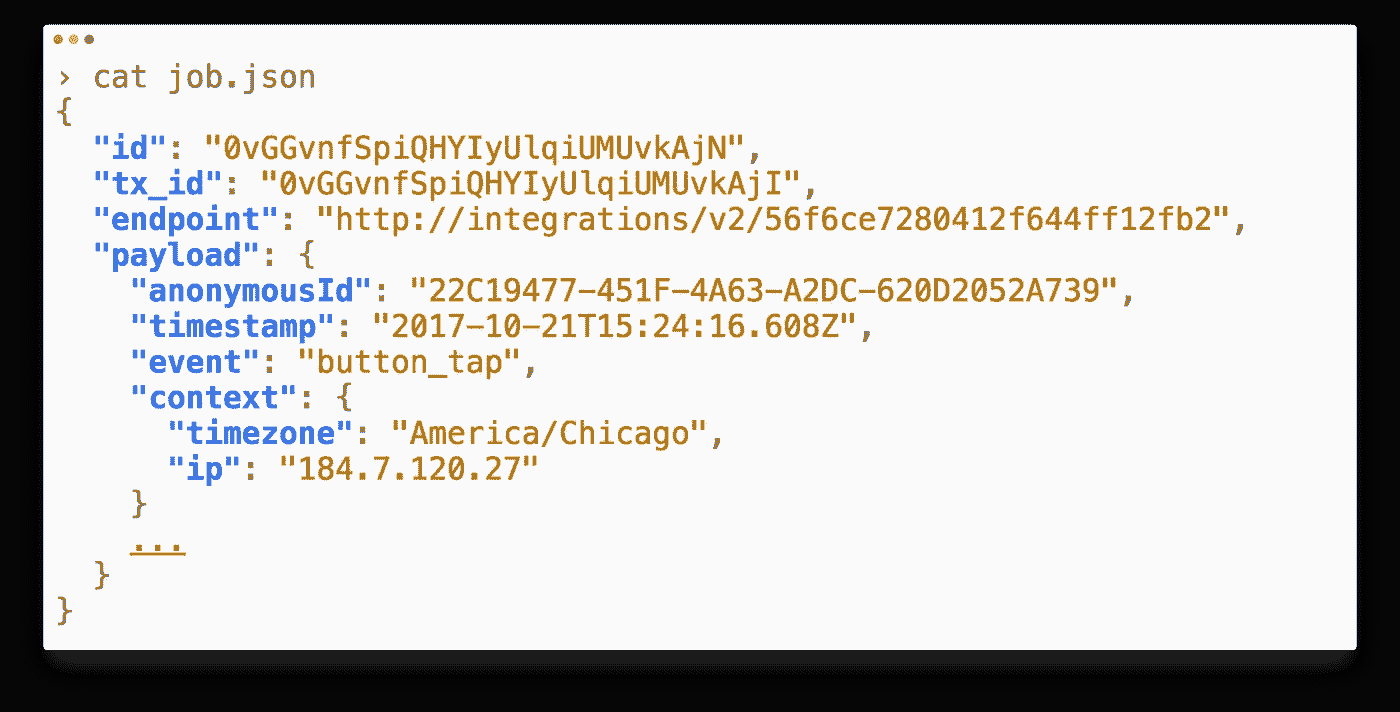 › cat job.json
{
  "id": "0vGGvnfSpiQHYIyUlqiUMUvkAjN",
  "tx_id": "0vGGvnfSpiQHYIyUlqiUMUvkAjI",
  "endpoint": "http://integrations/v2/56f6ce7280412f644ff12fb2",
  "payload": {
    "anonymousId": "22C19477-451F-4A63-A2DC-620D2052A739",
    "timestamp": "2017-10-21T15:24:16.608Z",
    "event": "button_tap",
    "context": {
      "timezone": "America/Chicago",
      "ip": "184.7.120.27"
    }
    ...
  }
}